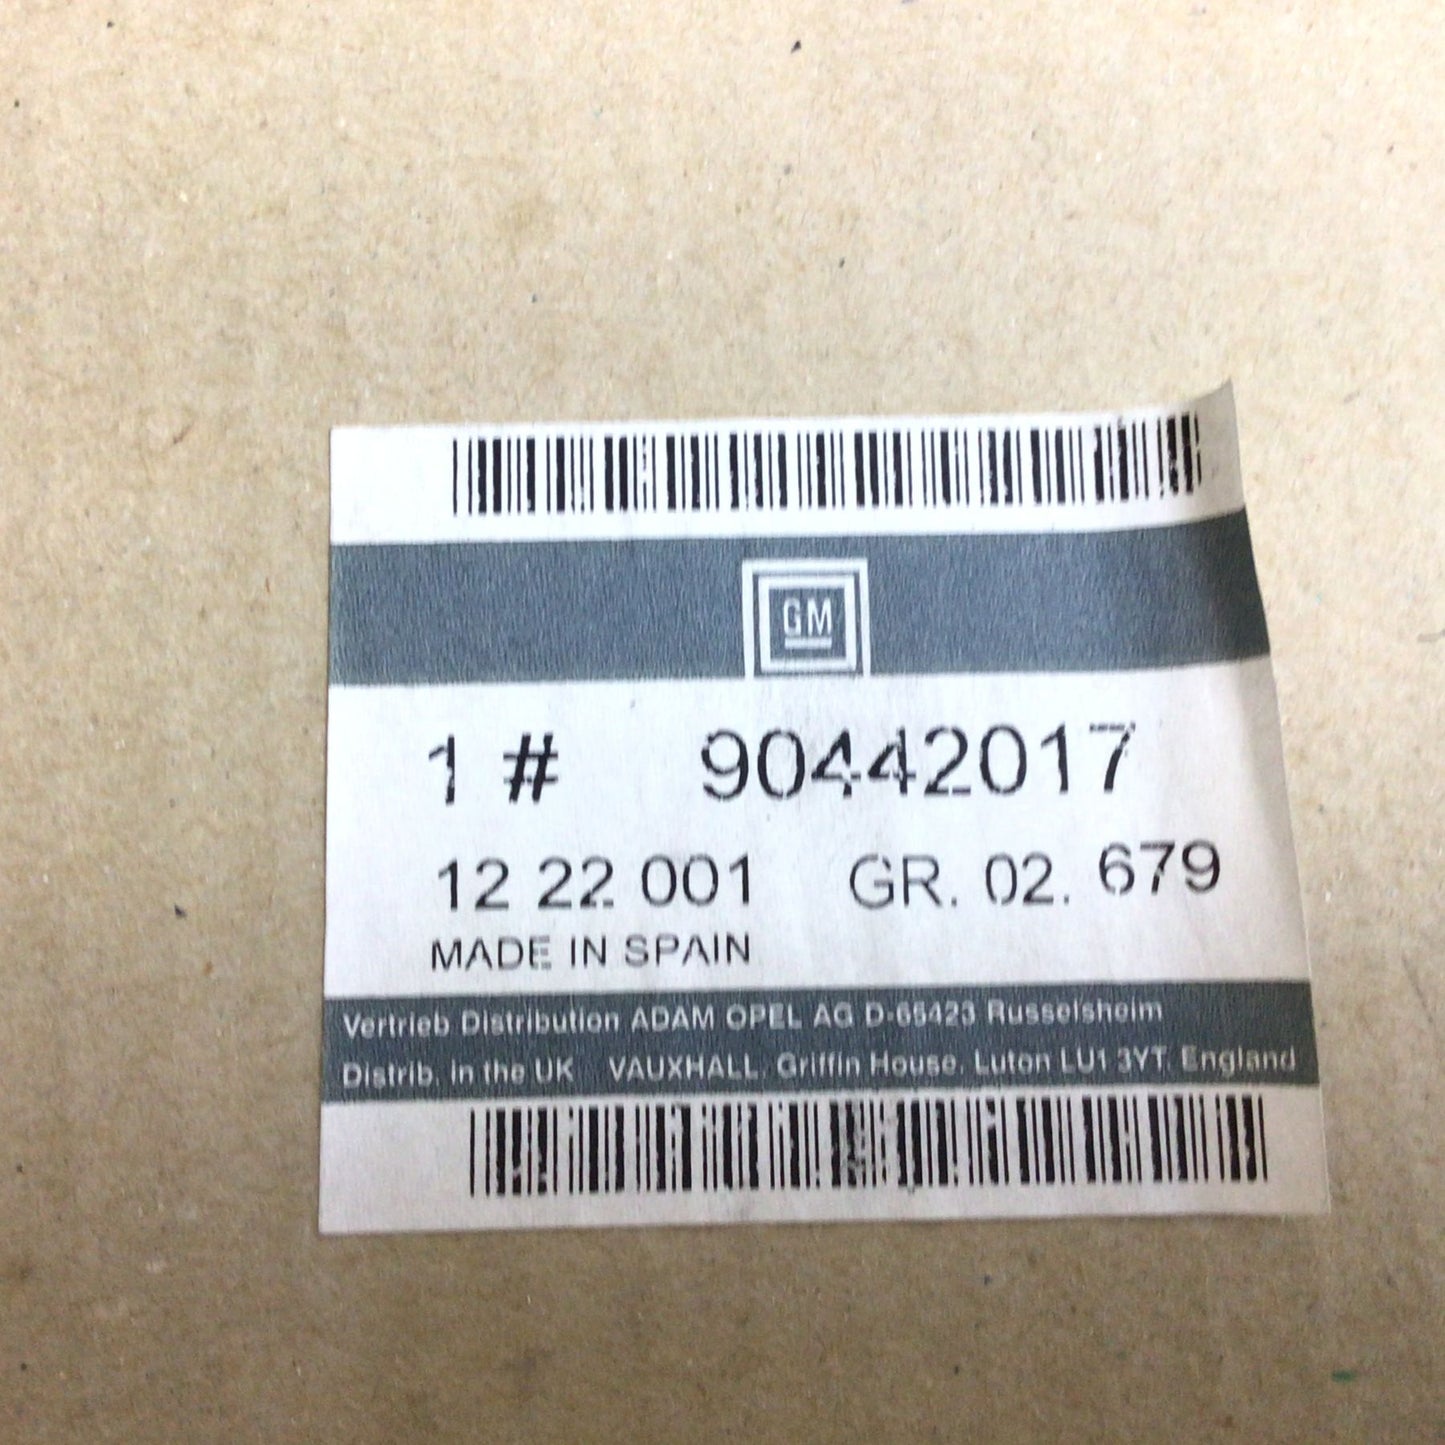 GM
1 # 90442017
12 22 001 GR. 02. 679
MADE IN SPAIN
Vertrieb Distribution ADAM OPEL AG D-65423 Russelsheim
Distrib. in the UK VAUXHALL. Griffin House. Luton LU1 3YT. England